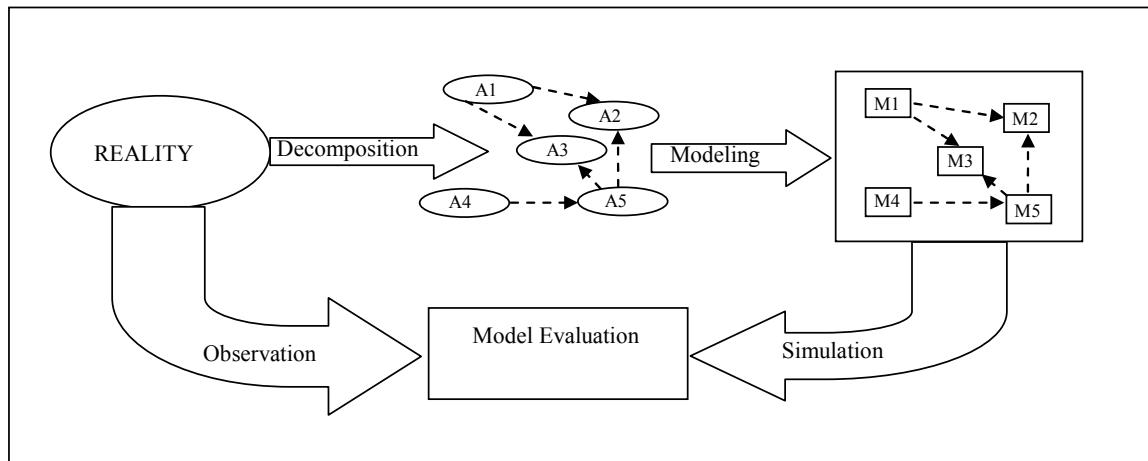 REALITY
Decomposition
A1
A2
A3
A4
A5
Modeling
M1
M2
M3
M4
M5
Observation
Model Evaluation
Simulation